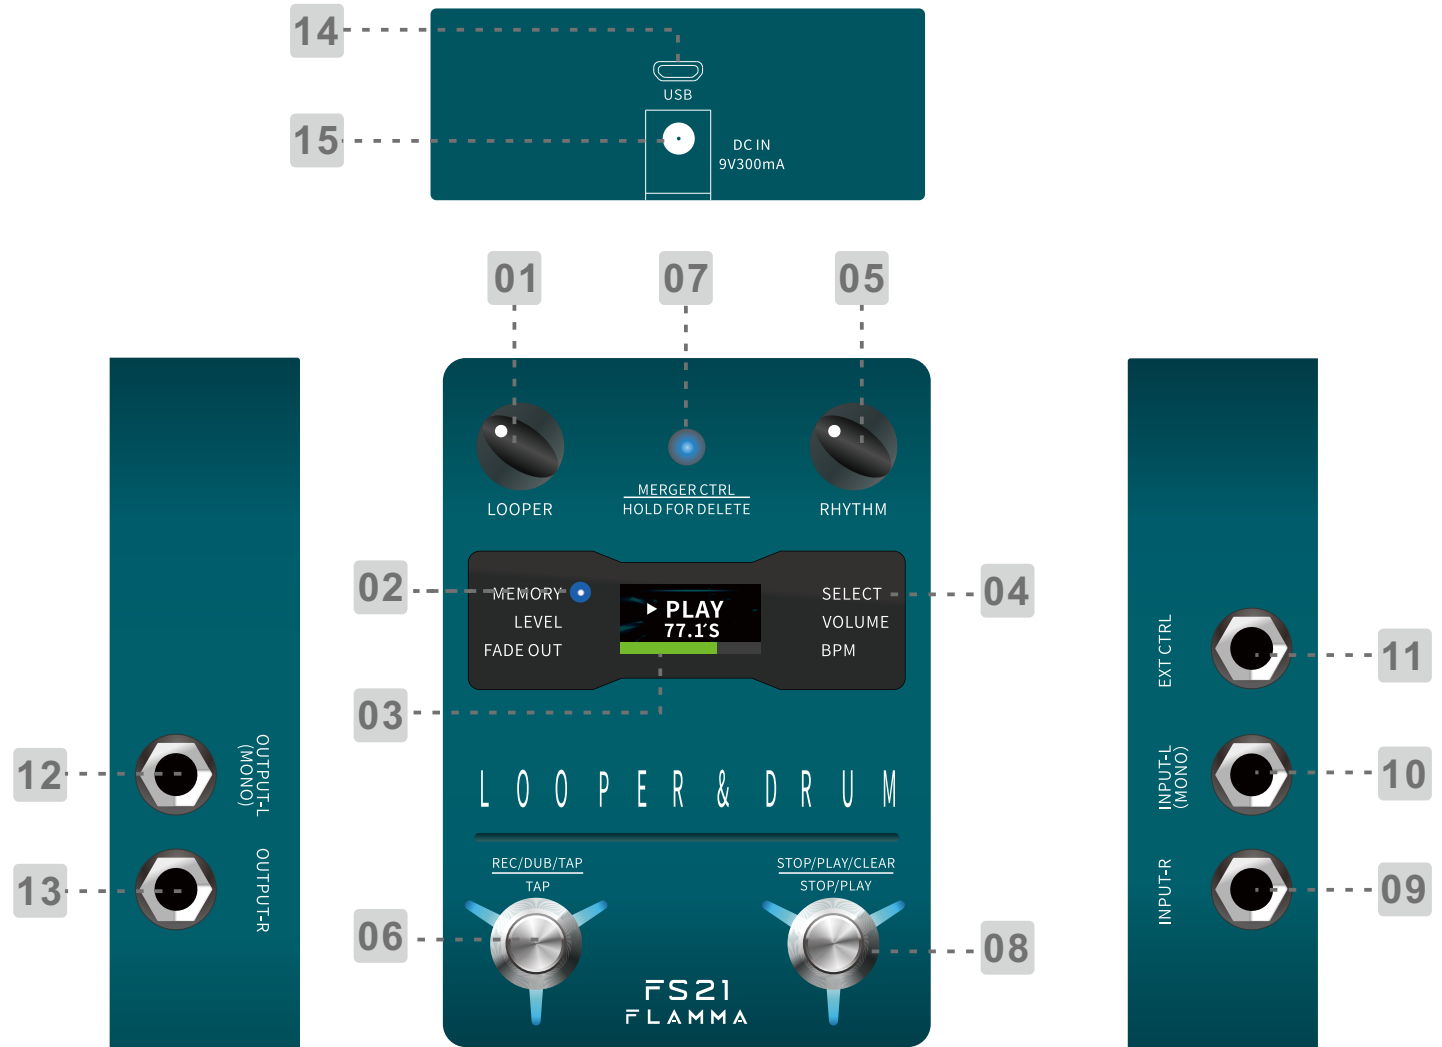 14
USB
15
DC IN
9V300mA
01
07
05
LOOPER
MERGER CTRL
HOLD FOR DELETE
RHYTHM
02
MEMORY
LEVEL
FADE OUT
PLAY
77.1'S
SELECT
VOLUME
BPM
04
03
EXT CTRL
11
12
OUTPUT-L
(MONO)
INPUT-L
(MONO)
10
LOOPER & DRUM
13
OUTPUT-R
REC/DUB/TAP
TAP
STOP/PLAY/CLEAR
STOP/PLAY
INPUT-R
09
06
08
FS21
FLAMMA